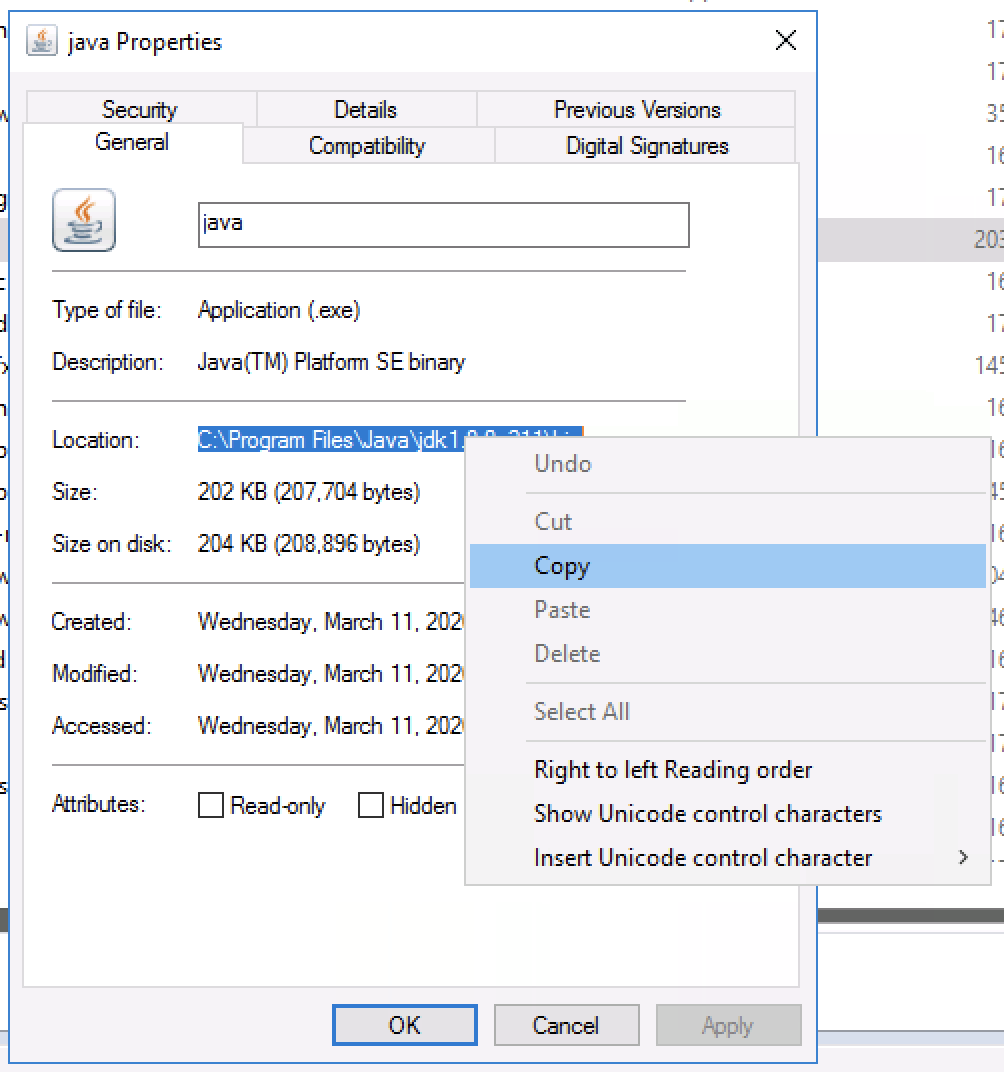 java Properties
Security Details Previous Versions
General Compatibility Digital Signatures
java
Type of file: Application (.exe)
Description: Java(TM) Platform SE binary
Location: C:\Program Files\Java\jdk1.
Undo
Size: 202 KB (207,704 bytes)
Cut
Size on disk: 204 KB (208,896 bytes)
Copy
Paste
Created: Wednesday, March 11, 202
Delete
Modified: Wednesday, March 11, 202
Select All
Accessed: Wednesday, March 11, 202
Right to left Reading order
Attributes: Read-only Hidden
Show Unicode control characters
Insert Unicode control character
OK Cancel Apply